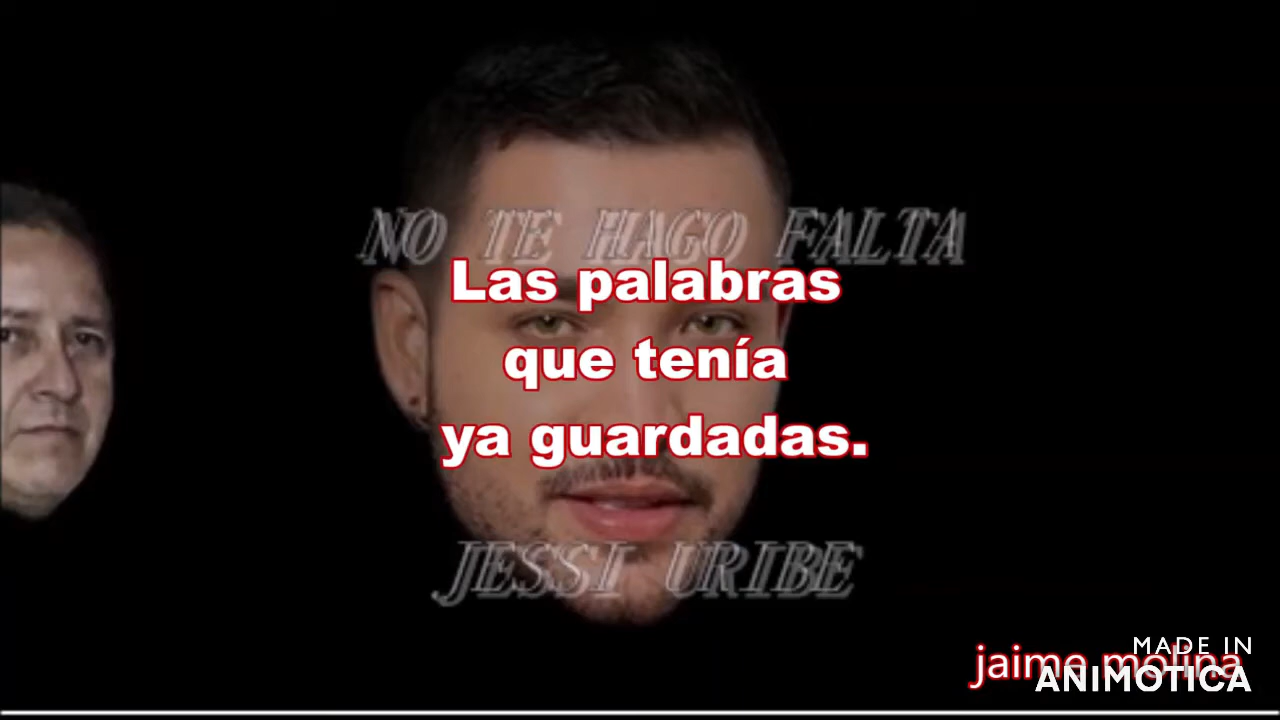 NO TE HAGO FALTA
Las palabras
que tenía
ya guardadas.
JESSI URIBE
MADE IN
jaime molina
ANIMOTICA